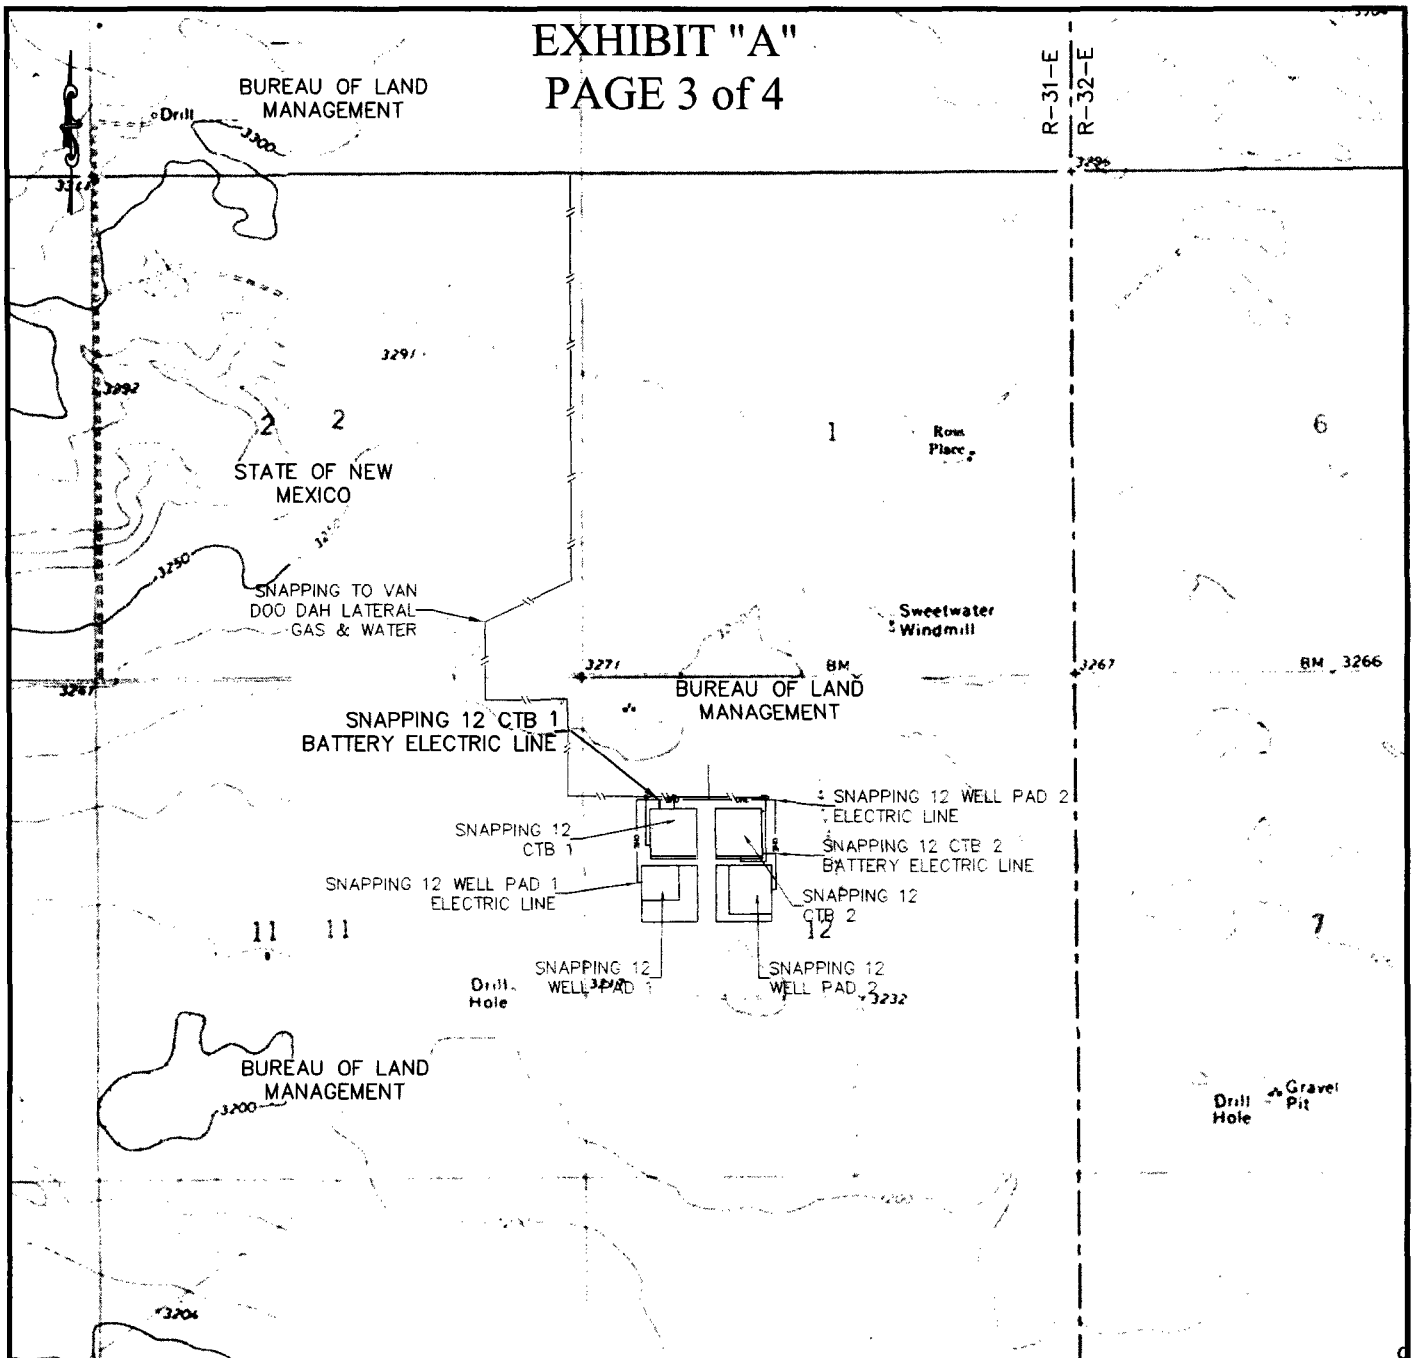 EXHIBIT "A"
PAGE 3 of 4
R-31-E
R-32-E
BUREAU OF LAND
MANAGEMENT
Drill
3300
3296
3291
3292
2
2
1
6
Ross
Place
STATE OF NEW
MEXICO
3250
3250
SNAPPING TO VAN
DOO DAH LATERAL
GAS & WATER
Sweetwater
Windmill
3271
BM
3267
BM 3266
3267
BUREAU OF LAND
MANAGEMENT
SNAPPING 12 CTB 1
BATTERY ELECTRIC LINE
SNAPPING 12 WELL PAD 2
ELECTRIC LINE
SNAPPING 12
CTB 1
SNAPPING 12 CTB 2
BATTERY ELECTRIC LINE
SNAPPING 12 WELL PAD 1
ELECTRIC LINE
SNAPPING 12
CTB 2
11
11
12
7
SNAPPING 12
WELL PAD 1
SNAPPING 12
WELL PAD 2
Drill
Hole
3232
BUREAU OF LAND
MANAGEMENT
3200
Drill
Hole
Gravel
Pit
3200
3204